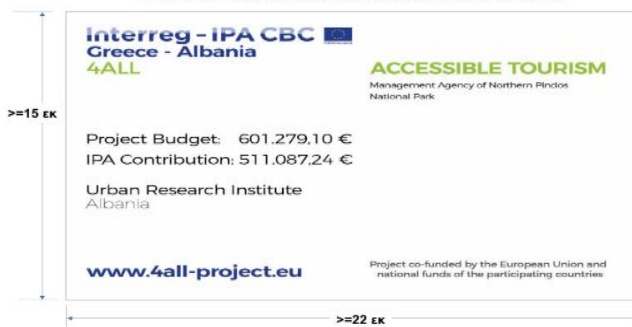 Interreg - IPA CBC
Greece - Albania
4ALL
ACCESSIBLE TOURISM
Management Agency of Northern Pindos
National Park
>=15 εκ
Project Budget: 601.279,10 €
IPA Contribution: 511.087,24 €
Urban Research Institute
Albania
www.4all-project.eu
Project co-funded by the European Union and
national funds of the participating countries
>=22 εκ